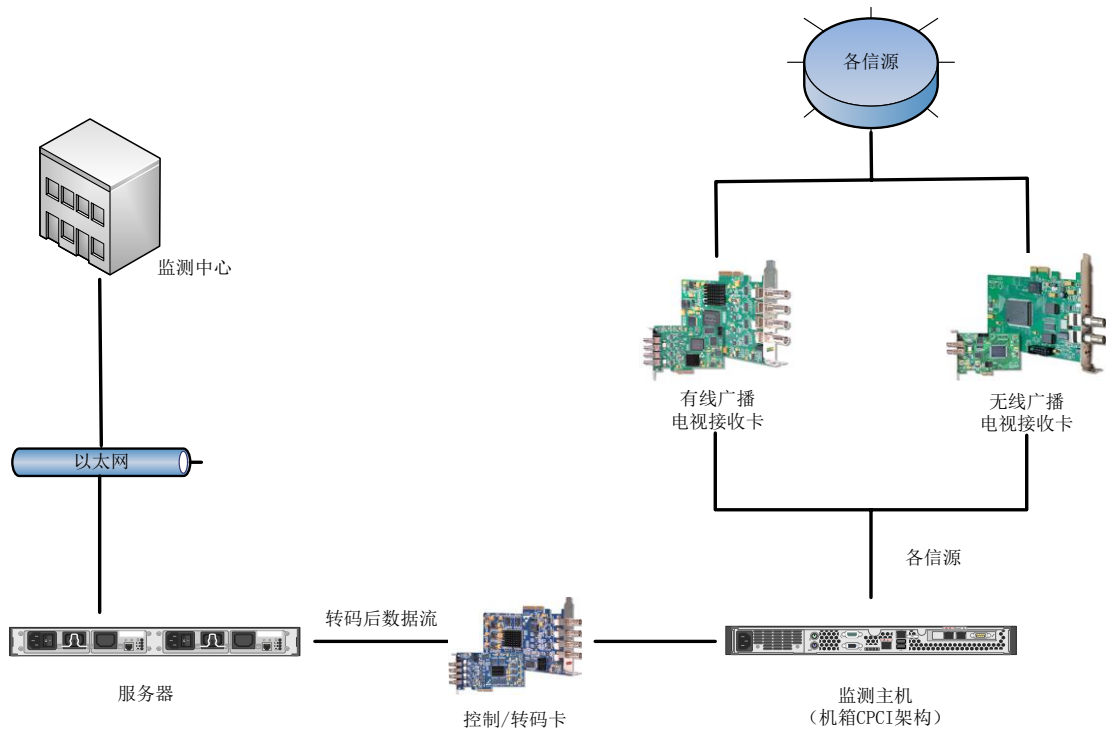 各信源
监测中心
有线广播
电视接收卡
无线广播
电视接收卡
以太网
各信源
转码后数据流
服务器
控制/转码卡
监测主机
（机箱CPCI架构）